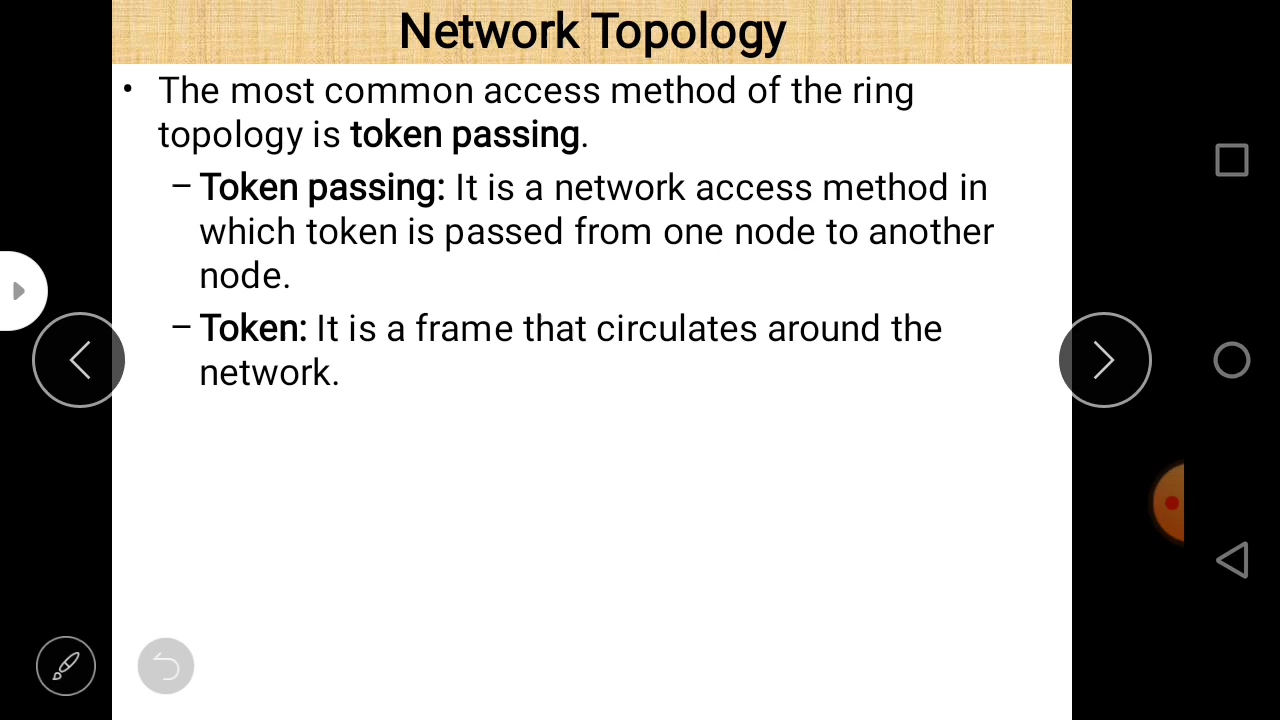 Network Topology
• The most common access method of the ring
topology is token passing.
– Token passing: It is a network access method in
which token is passed from one node to another
node.
– Token: It is a frame that circulates around the
network.